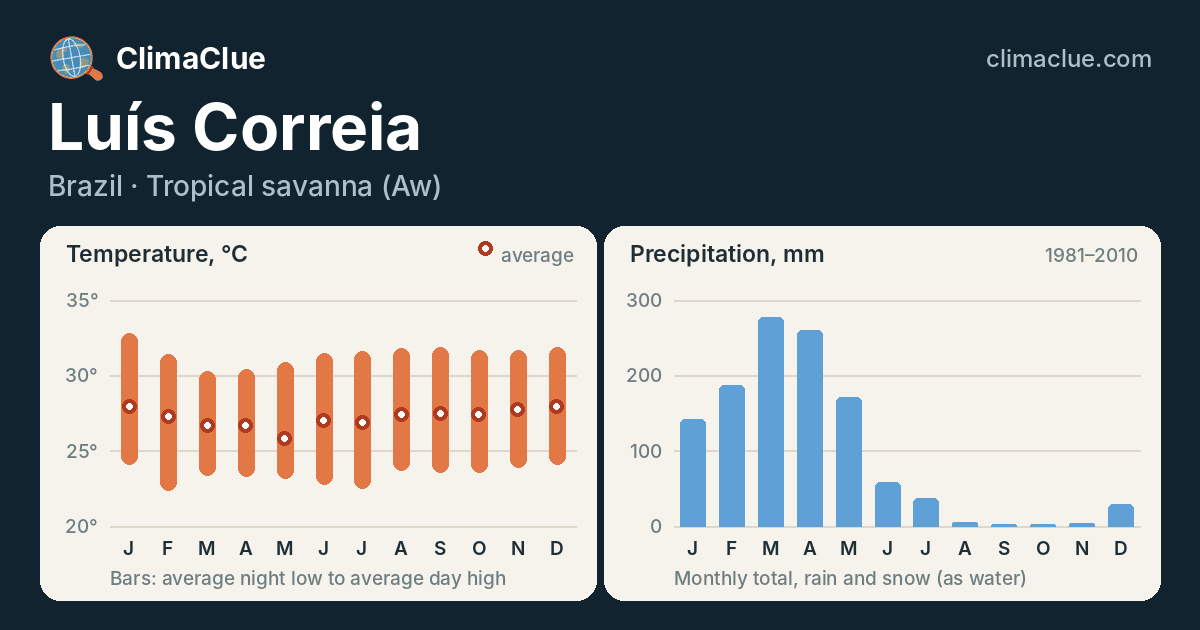 ClimaClue
climaclue.com
Luís Correia
Brazil · Tropical savanna (Aw)
Temperature, °C
average
35°
30°
25°
20°
J F M A M J J A S O N D
Bars: average night low to average day high
Precipitation, mm
1981–2010
300
200
100
0
J F M A M J J A S O N D
Monthly total, rain and snow (as water)